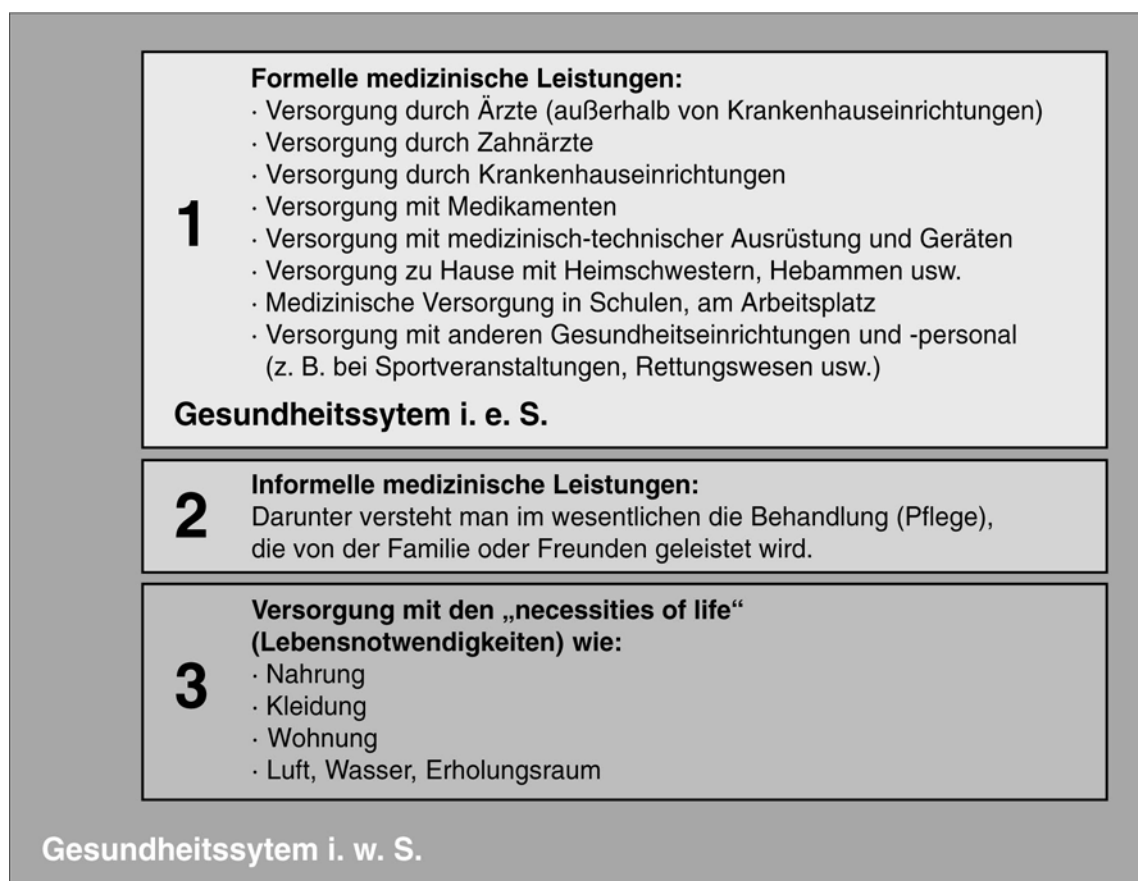 Formelle medizinische Leistungen:
· Versorgung durch Ärzte (außerhalb von Krankenhauseinrichtungen)
· Versorgung durch Zahnärzte
· Versorgung durch Krankenhauseinrichtungen
· Versorgung mit Medikamenten
1
· Versorgung mit medizinisch-technischer Ausrüstung und Geräten
· Versorgung zu Hause mit Heimschwestern, Hebammen usw.
· Medizinische Versorgung in Schulen, am Arbeitsplatz
· Versorgung mit anderen Gesundheitseinrichtungen und -personal
(z. B. bei Sportveranstaltungen, Rettungswesen usw.)
Gesundheitssytem i. e. S.
2
Informelle medizinische Leistungen:
Darunter versteht man im wesentlichen die Behandlung (Pflege),
die von der Familie oder Freunden geleistet wird.
3
Versorgung mit den „necessities of life“
(Lebensnotwendigkeiten) wie:
· Nahrung
· Kleidung
· Wohnung
· Luft, Wasser, Erholungsraum
Gesundheitssytem i. w. S.